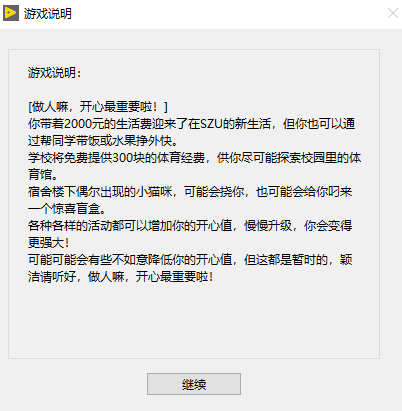 游戏说明
游戏说明：
[做人嘛，开心最重要啦！]
你带着2000元的生活费迎来了在SZU的新生活，但你也可以通
过帮同学带饭或水果挣外快。
学校将免费提供300块的体育经费，供你尽可能探索校园里的体
育馆。
宿舍楼下偶尔出现的小猫咪，可能会挠你，也可能会给你叼来
一个惊喜盲盒。
各种各样的活动都可以增加你的开心值，慢慢升级，你会变得
更强大！
可能可能会有些不如意降低你的开心值，但这都是暂时的，颖
洁请听好，做人嘛，开心最重要啦！
继续